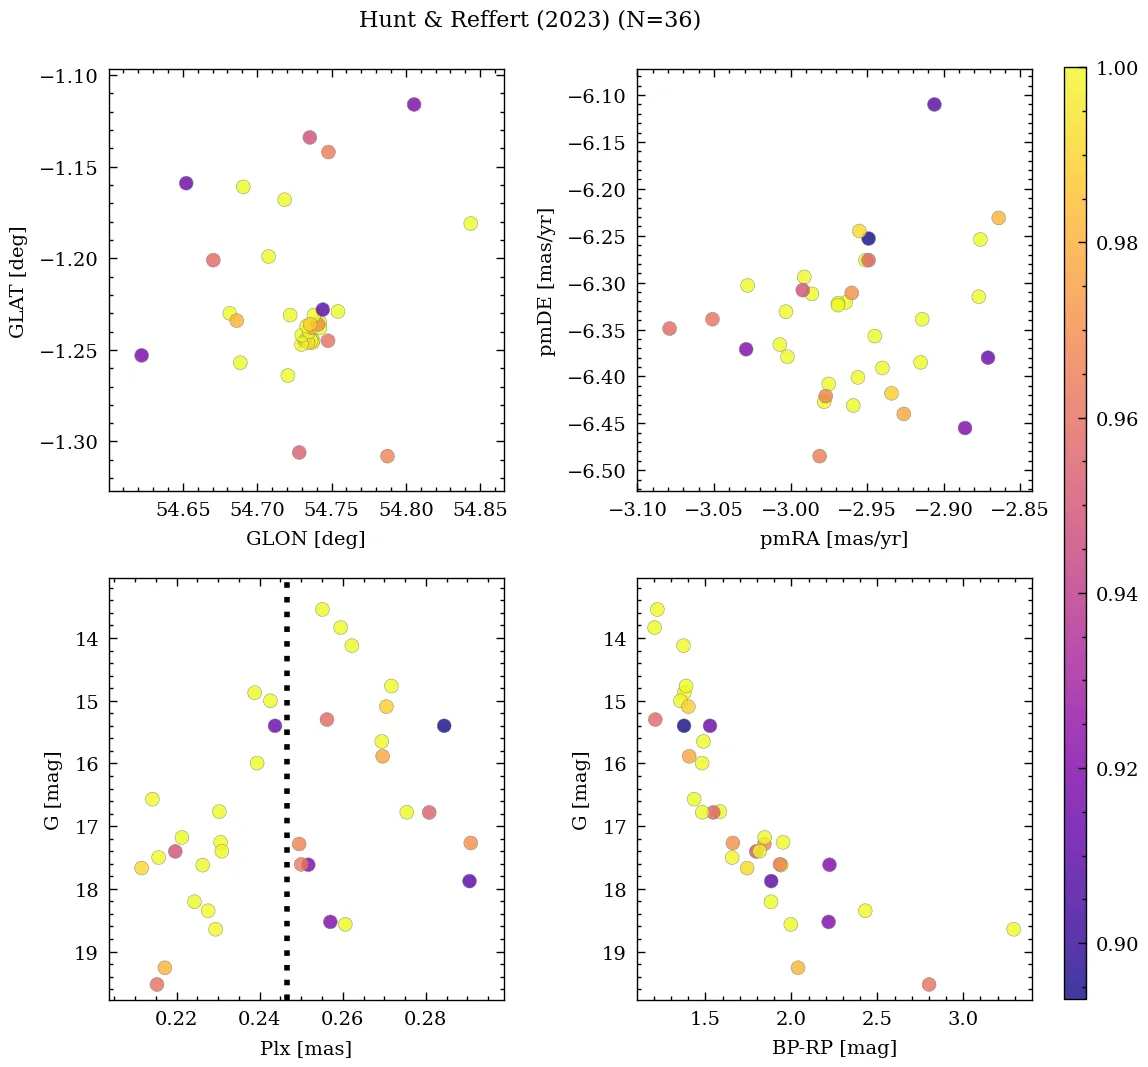 Hunt & Reffert (2023) (N=36)
−1.10
−1.15
−1.20
−1.25
−1.30
GLAT [deg]
54.65 54.70 54.75 54.80 54.85
GLON [deg]
−6.10
−6.15
−6.20
−6.25
−6.30
−6.35
−6.40
−6.45
−6.50
pmDE [mas/yr]
−3.10 −3.05 −3.00 −2.95 −2.90 −2.85
pmRA [mas/yr]
14
15
16
17
18
19
G [mag]
0.22 0.24 0.26 0.28
Plx [mas]
14
15
16
17
18
19
G [mag]
1.5 2.0 2.5 3.0
BP-RP [mag]
1.00
0.98
0.96
0.94
0.92
0.90